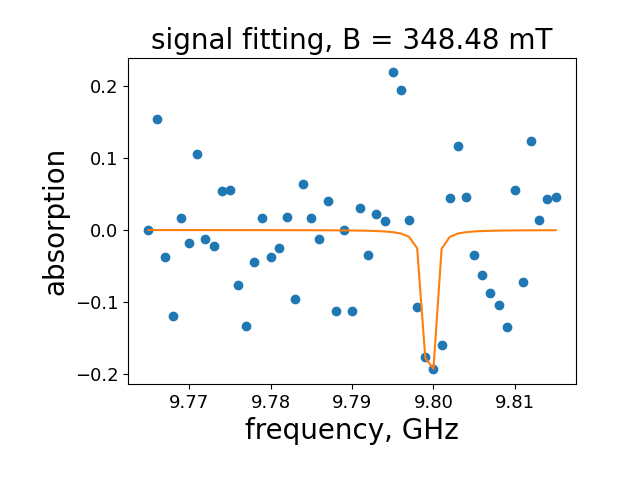 signal fitting, B = 348.48 mT
absorption
0.2
0.1
0.0
−0.1
−0.2
9.77 9.78 9.79 9.80 9.81
frequency, GHz